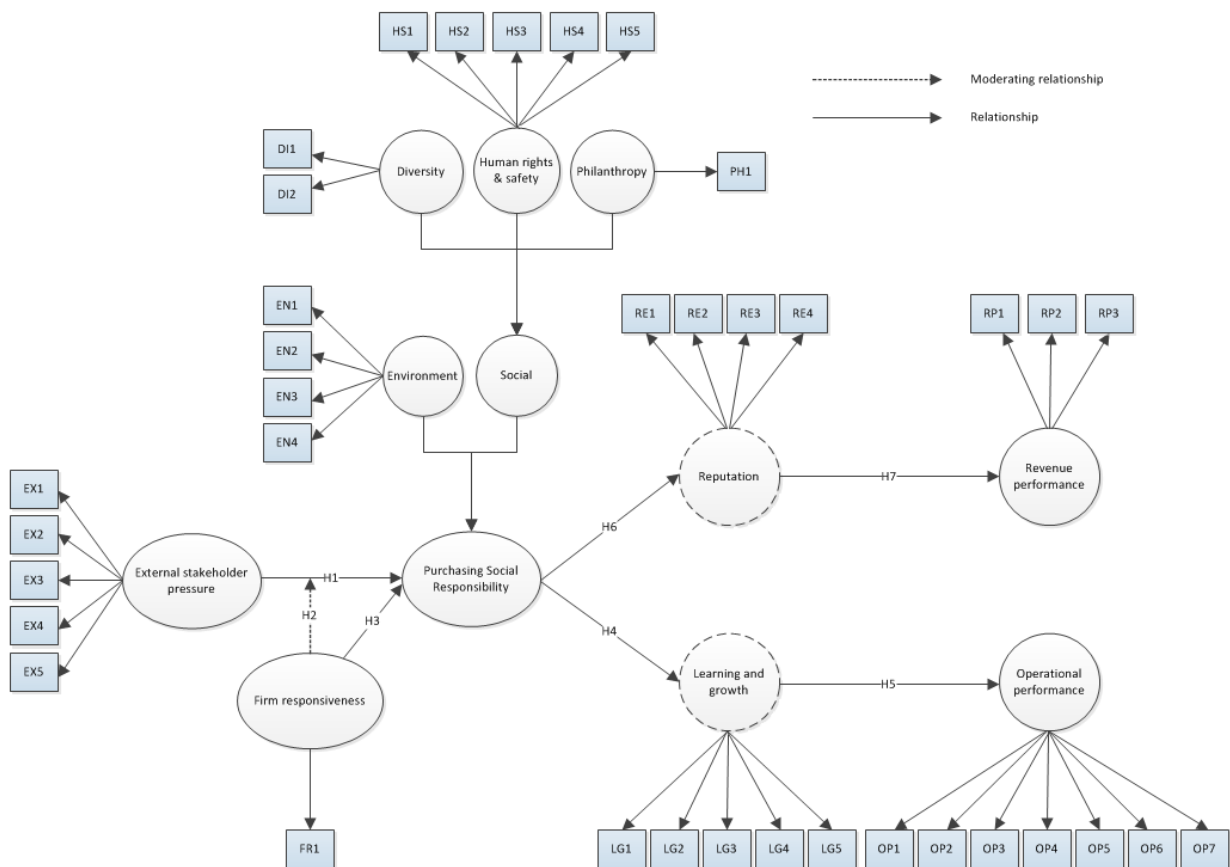 HS1
HS2
HS3
HS4
HS5
Moderating relationship
Relationship
DI1
DI2
Diversity
Human rights
& safety
Philanthropy
PH1
EN1
EN2
EN3
EN4
Environment
Social
RE1
RE2
RE3
RE4
RP1
RP2
RP3
Reputation
H7
Revenue
performance
EX1
EX2
EX3
EX4
EX5
External stakeholder
pressure
H1
H2
H3
Purchasing Social
Responsibility
H6
H4
Firm responsiveness
FR1
Learning and
growth
H5
Operational
performance
LG1
LG2
LG3
LG4
LG5
OP1
OP2
OP3
OP4
OP5
OP6
OP7